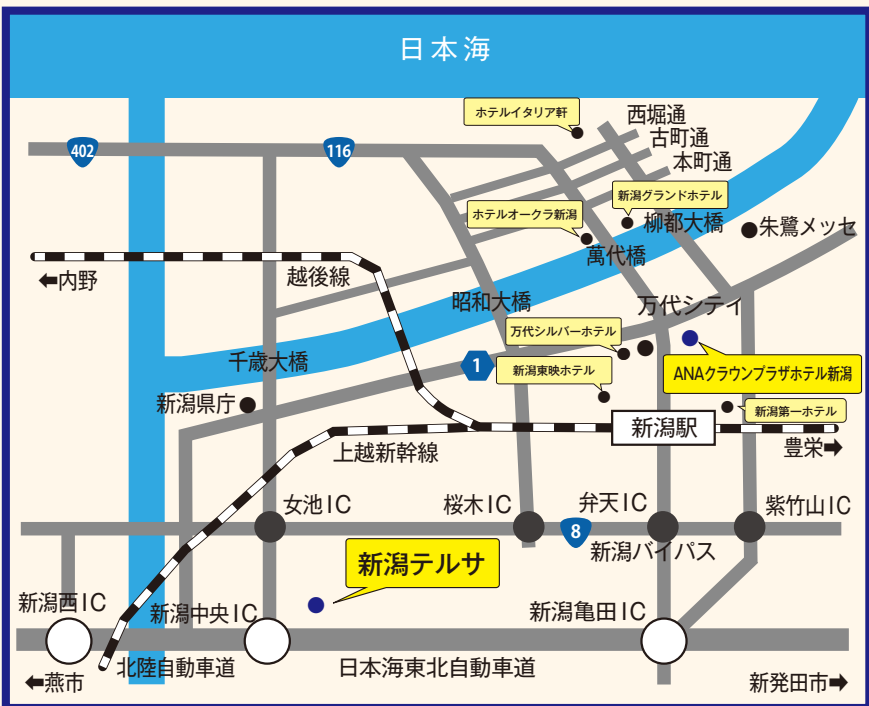 日本海
ホテルイタリア軒
西堀通
古町通
本町通
402
116
新潟グランドホテル
ホテルオークラ新潟
柳都大橋
朱鷺メッセ
萬代橋
←内野
越後線
昭和大橋
万代シティ
万代シルバーホテル
千歳大橋
1
新潟東映ホテル
ANAクラウンプラザホテル新潟
新潟県庁
新潟第一ホテル
新潟駅
上越新幹線
豊栄→
女池IC
桜木IC
弁天IC
紫竹山IC
8
新潟バイパス
新潟テルサ
新潟西IC
新潟中央IC
新潟亀田IC
北陸自動車道
日本海東北自動車道
←燕市
新発田市→